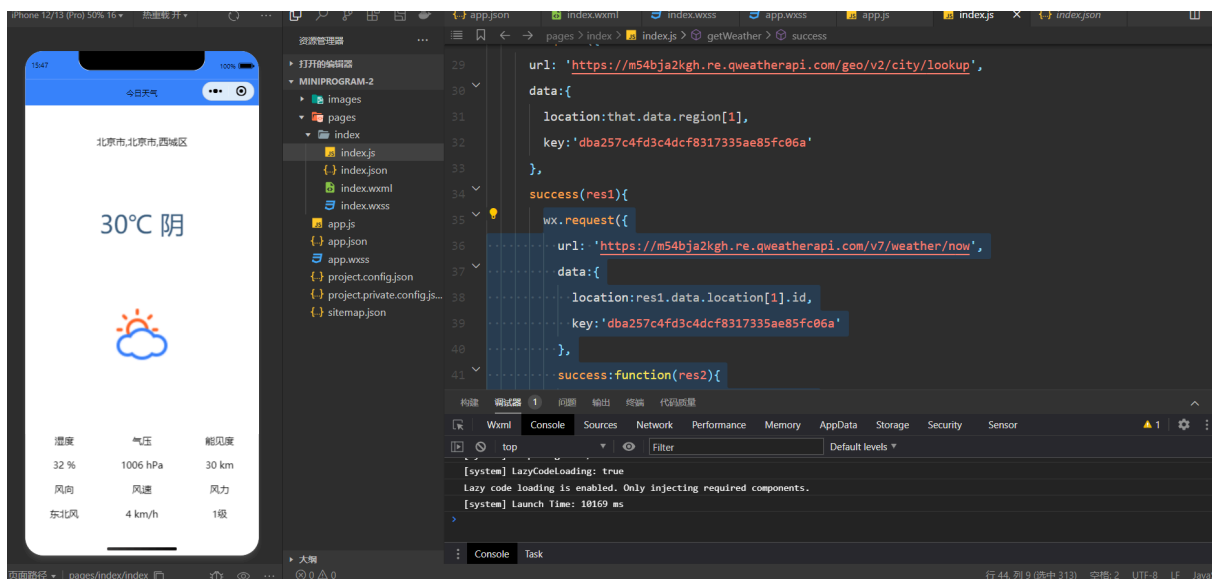 iPhone 12/13 (Pro) 50% 16 热重载 开
15:47 100%
今日天气
北京市,北京市,西城区
30℃ 阴
湿度 气压 能见度
32 % 1006 hPa 30 km
风向 风速 风力
东北风 4 km/h 1级
页面路径 pages/index/index
资源管理器 ...
打开的编辑器
MINIPROGRAM-2
images
pages
index
index.js
index.json
index.wxml
index.wxss
app.js
app.json
app.wxss
project.config.json
project.private.config.js...
sitemap.json
大纲
0 0
app.json index.wxml index.wxss app.wxss app.js index.js index.json
pages > index > index.js > getWeather > success
29 url: 'https://m54bja2kgh.re.qweatherapi.com/geo/v2/city/lookup',
30 data:{
31 location:that.data.region[1],
32 key:'dba257c4fd3c4dcf8317335ae85fc06a'
33 },
34 success(res1){
35 wx.request({
36 url: 'https://m54bja2kgh.re.qweatherapi.com/v7/weather/now',
37 data:{
38 location:res1.data.location[1].id,
39 key:'dba257c4fd3c4dcf8317335ae85fc06a'
40 },
41 success:function(res2){
构建 调试器 1 问题 输出 终端 代码质量
Wxml Console Sources Network Performance Memory AppData Storage Security Sensor 1
top Filter Default levels
[system] LazyCodeLoading: true
Lazy code loading is enabled. Only injecting required components.
[system] Launch Time: 10169 ms
>
Console Task
行 44, 列 9 (选中 313) 空格: 2 UTF-8 LF